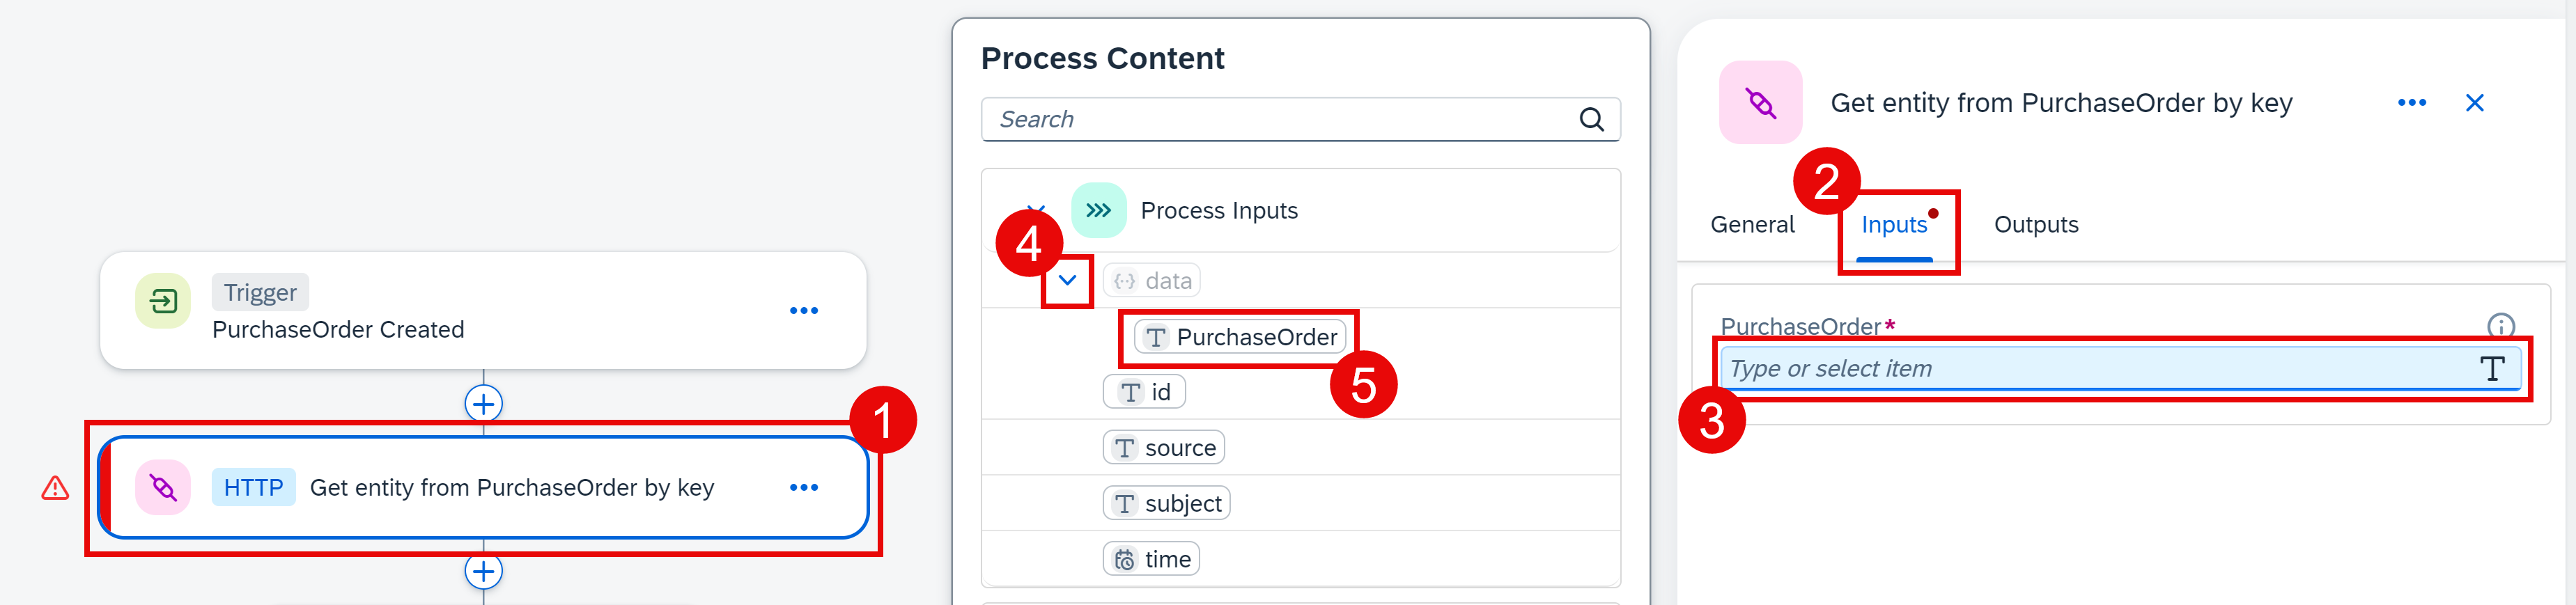 Trigger
PurchaseOrder Created
1
HTTP Get entity from PurchaseOrder by key
Process Content
Search
Process Inputs
4
data
PurchaseOrder
5
id
source
subject
time
Get entity from PurchaseOrder by key
2
General Inputs Outputs
PurchaseOrder*
Type or select item
3